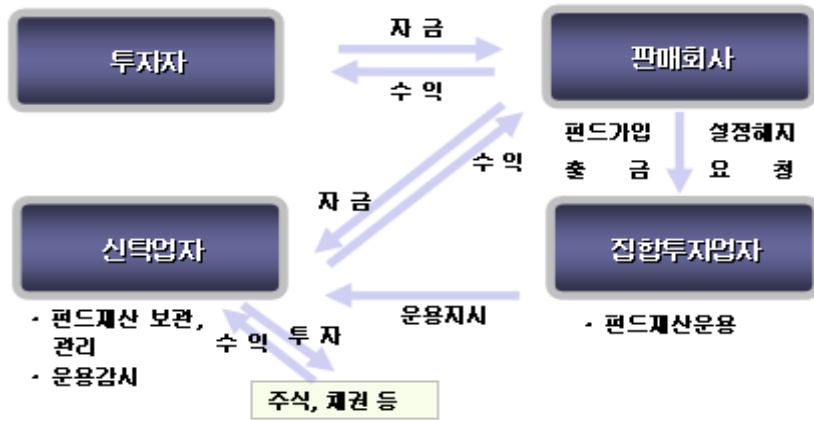 자 금
투자자
판매회사
수 익
펀드가입 설정해지
출 금 요 청
수 익
자 금
신탁업자
집합투자업자
운용지시
· 펀드재산 보관,
관리
· 운용감시
수 익
투 자
· 펀드재산운용
주식, 채권 등